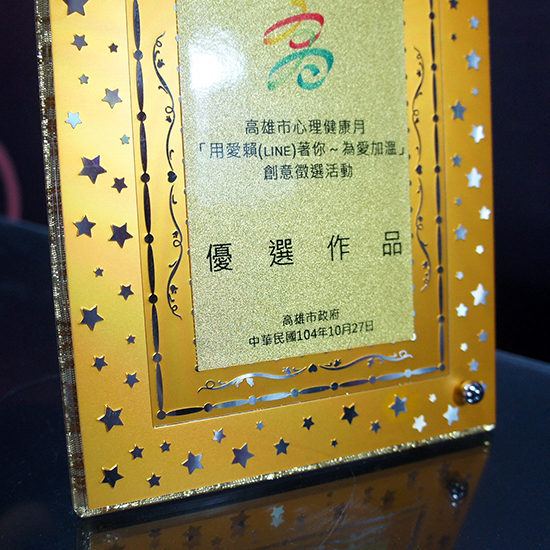 高雄市心理健康月
「用愛賴(LINE)著你～為愛加溫」
創意徵選活動
優選作品
高雄市政府
中華民國104年10月27日